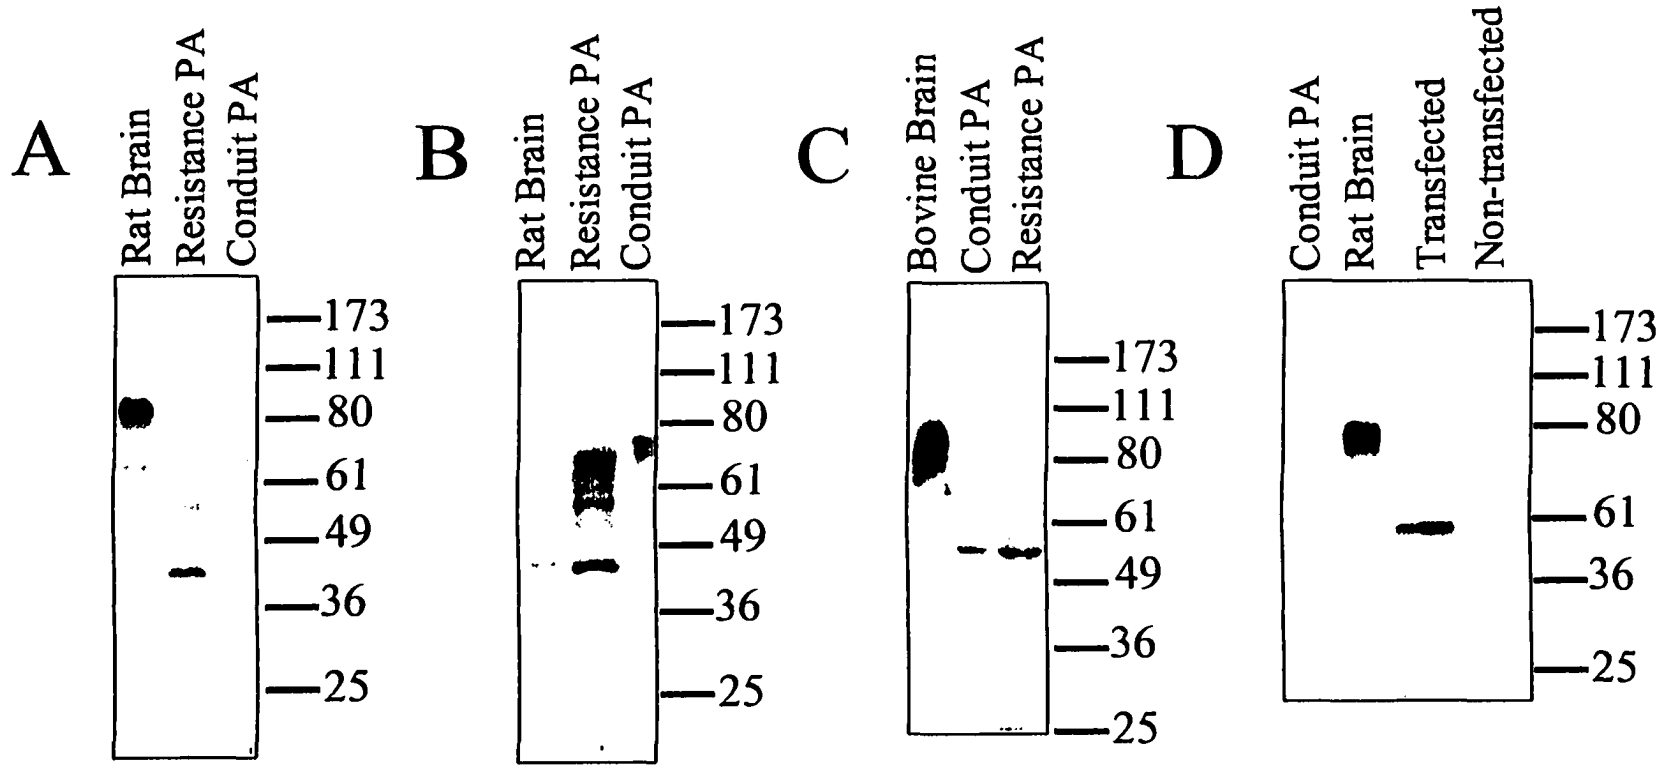 A
Rat Brain
Resistance PA
Conduit PA
173
111
80
61
49
36
25
B
Rat Brain
Resistance PA
Conduit PA
173
111
80
61
49
36
25
C
Bovine Brain
Conduit PA
Resistance PA
173
111
80
61
49
36
25
D
Conduit PA
Rat Brain
Transfected
Non-transfected
173
111
80
61
36
25